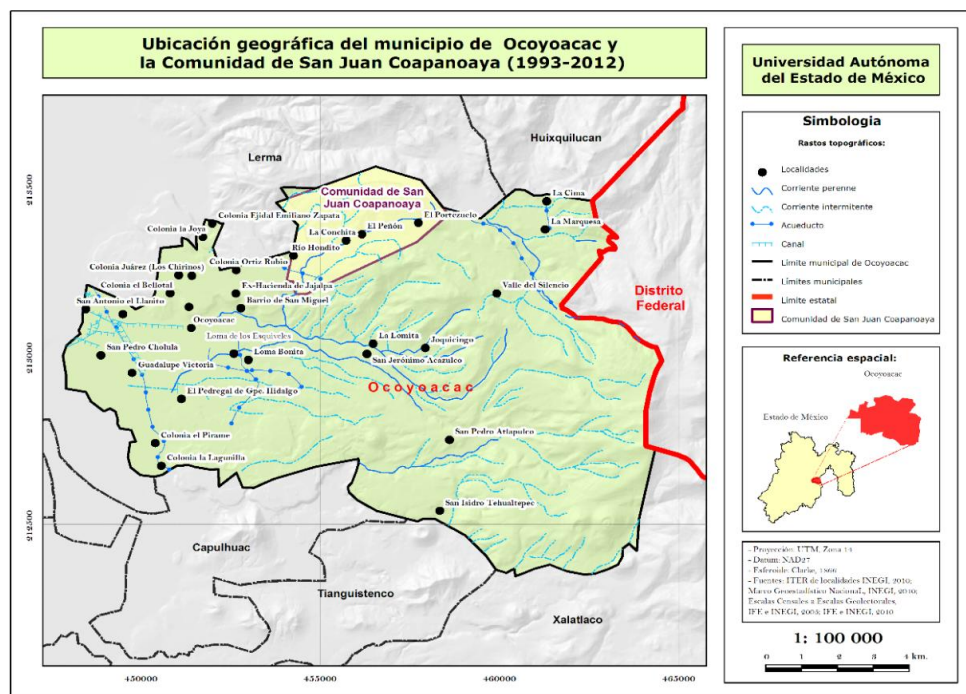 Ubicación geográfica del municipio de Ocoyoacac y
la Comunidad de San Juan Coapanoaya (1993-2012)
Universidad Autónoma
del Estado de México
Simbologia
Rastos topográficos:
Localidades
Corriente perenne
Corriente intermitente
Acueducto
Canal
Limite municipal de Ocoyoacac
Límites municipales
Limite estatal
Comunidad de San Juan Coapanoaya
Referencia espacial:
Ocoyoacac
Estado de México
- Proyección: UTM, Zona 14
- Datum: NAD27
- Esferoide: Clarke, 1866
- Fuentes: ITER de localidades INEGI, 2010;
Marco Geoestadístico Nacional., INEGI, 2010;
Escalas Censales a Escalas Geolectorales,
IFE e INEGI, 2005; IFE e INEGI, 2010
1: 100 000
0 1 2 3 4 km.
Huixquilucan
Lerma
Comunidad de San
Juan Coapanoaya
La Cima
Colonia Ejidal Emiliano Zapata
El Portezuelo
La Marquesa
Colonia la Joya
La Conchita
El Peñón
Río Hondito
Colonia Ortiz Rubio
Colonia Juárez (Los Chirinos)
Distrito
Federal
Colonia el Bellotal
Ex-Hacienda de Jajalpa
Valle del Silencio
San Antonio el Llanito
Barrio de San Miguel
Ocoyoacac
Loma de los Esquiveles
La Lomita
Joquicingo
San Pedro Cholula
Loma Bonita
San Jerónimo Acazulco
Guadalupe Victoria
Ocoyoacac
El Pedregal de Gpe. Hidalgo
Colonia el Pirame
San Pedro Atlapulco
Colonia la Lagunilla
San Isidro Tehualtepec
Capulhuac
Tianguistenco
Xalatlaco
450000
455000
460000
465000